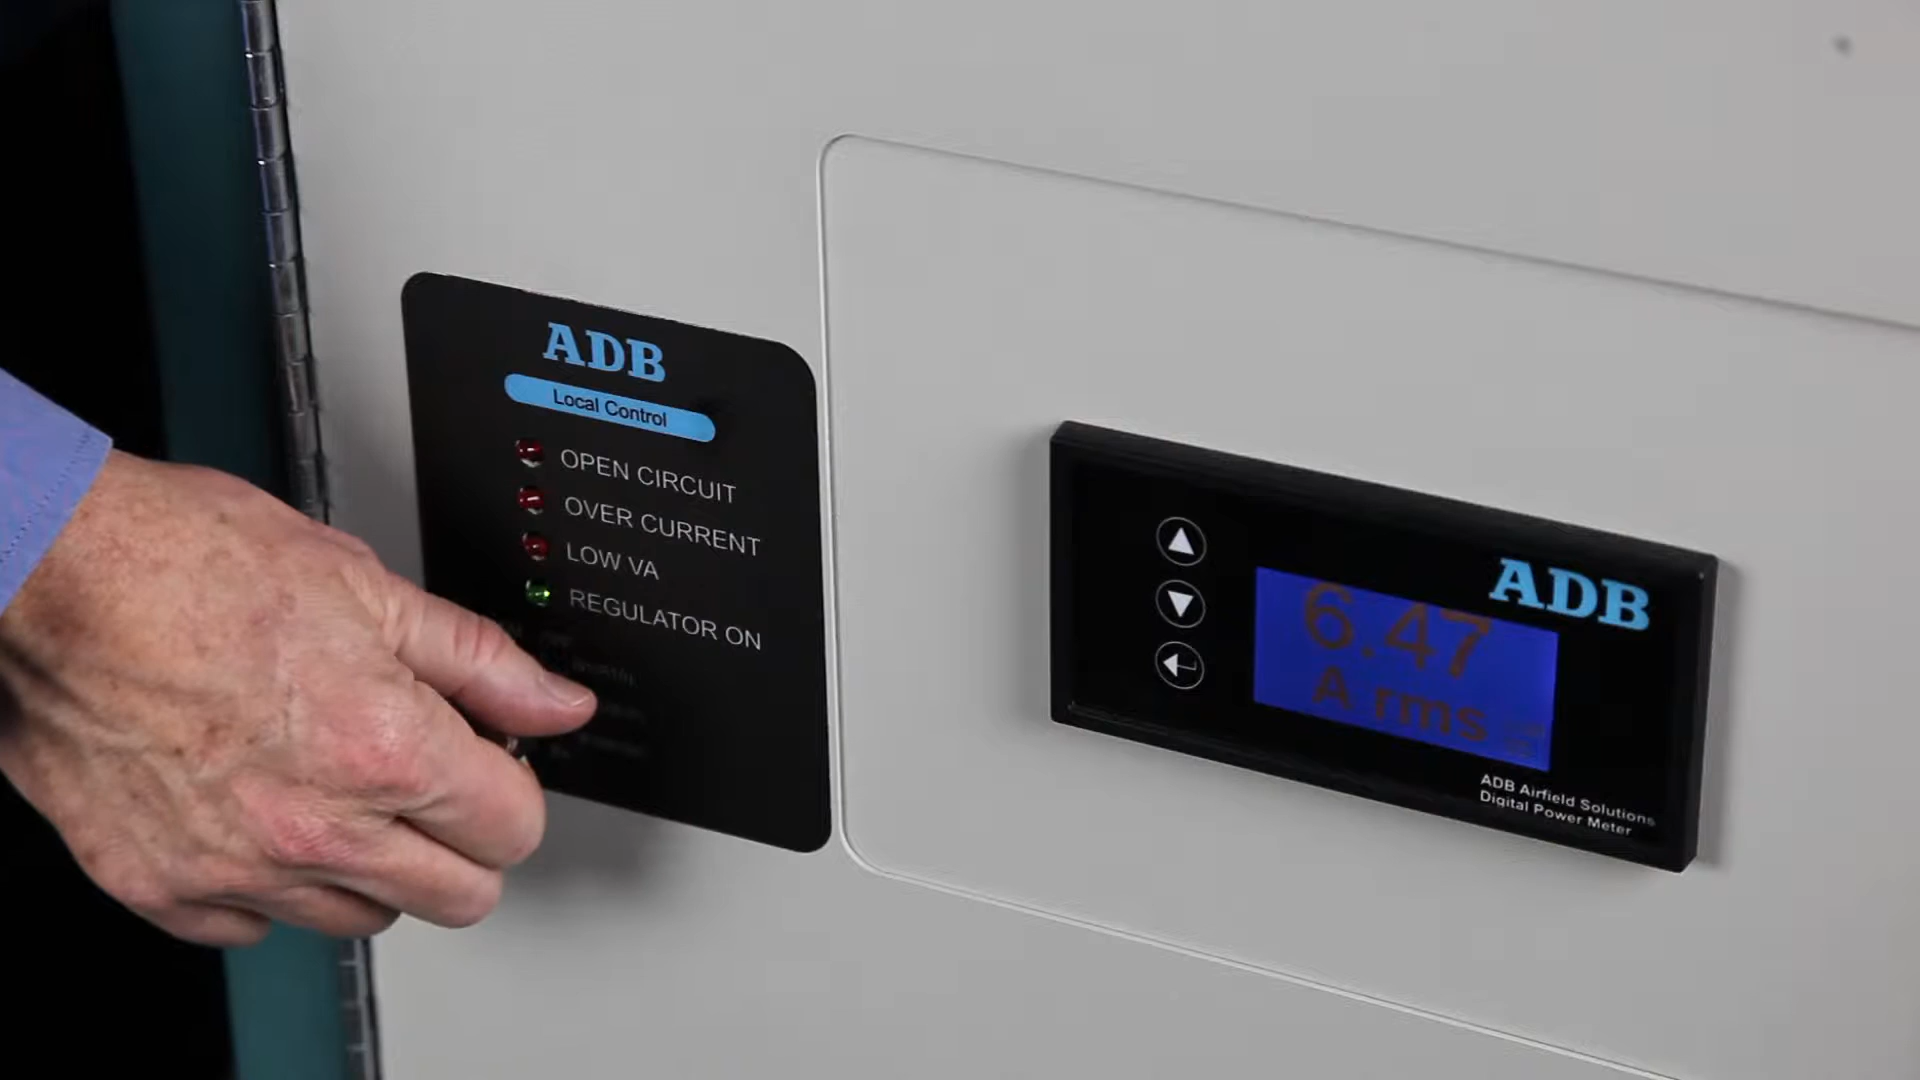 ADB
Local Control
OPEN CIRCUIT
OVER CURRENT
LOW VA
REGULATOR ON
ADB
6.47
A rms
ADB Airfield Solutions
Digital Power Meter